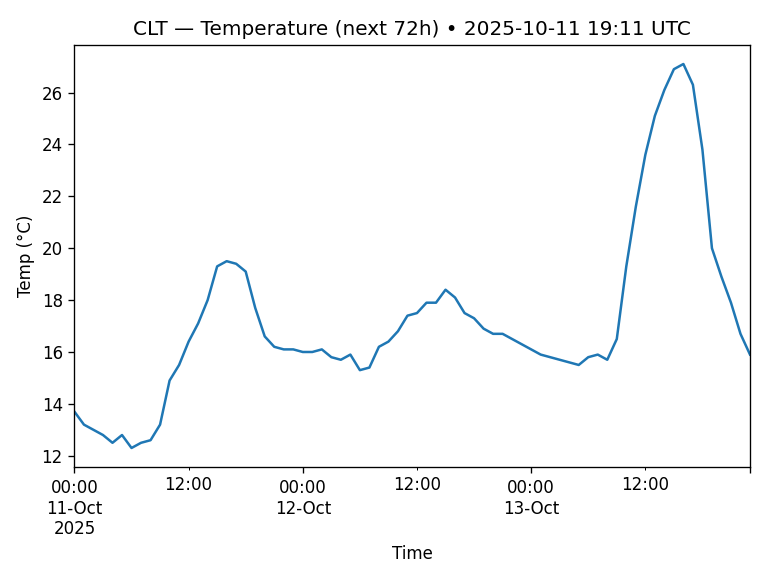 CLT — Temperature (next 72h) • 2025-10-11 19:11 UTC
Temp (°C)
26
24
22
20
18
16
14
12
00:00 12:00 00:00 12:00 00:00 12:00
11-Oct 12-Oct 13-Oct
2025
Time